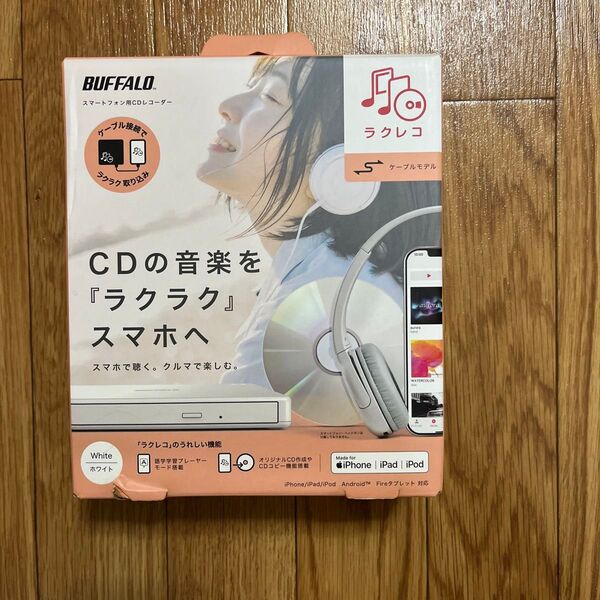 BUFFALO
スマートフォン用CDレコーダー
ケーブル接続で
ラクラク取り込み
ラクレコ
ケーブルモデル
CDの音楽を
『ラクラク』
スマホへ
スマホで聴く。クルマで楽しむ。
「ラクレコ」のうれしい機能
White
ホワイト
語学学習プレーヤー
モード搭載
オリジナルCD作成や
CDコピー機能搭載
Made for
iPhone | iPad | iPod
iPhone/iPad/iPod Android™ Fireタブレット 対応
WATERCOLOR